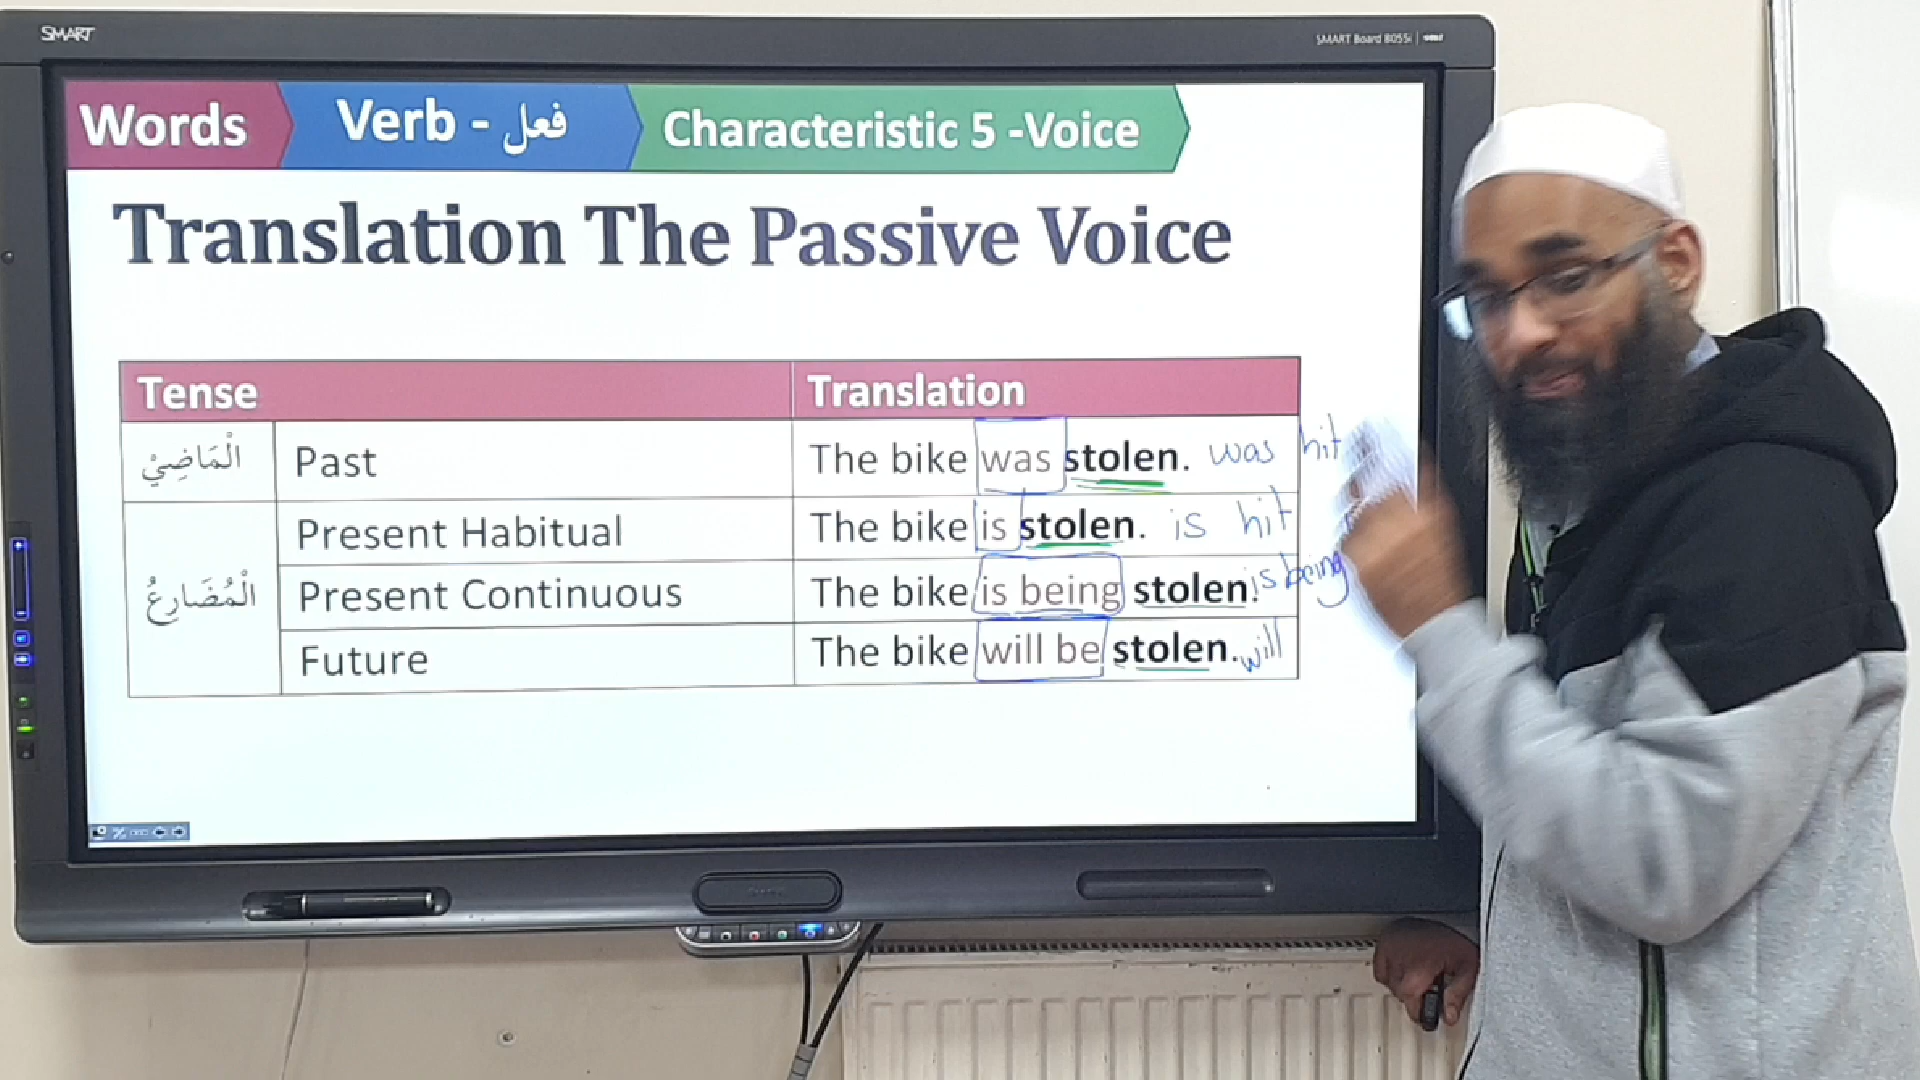 SMART
SMART Board 8055i
Words Verb - فعل Characteristic 5 -Voice
Translation The Passive Voice
Tense Translation
الْمَاضِيْ Past The bike was stolen. was hit
Present Habitual The bike is stolen. is hit
الْمُضَارِعُ Present Continuous The bike is being stolen. is being
Future The bike will be stolen. will